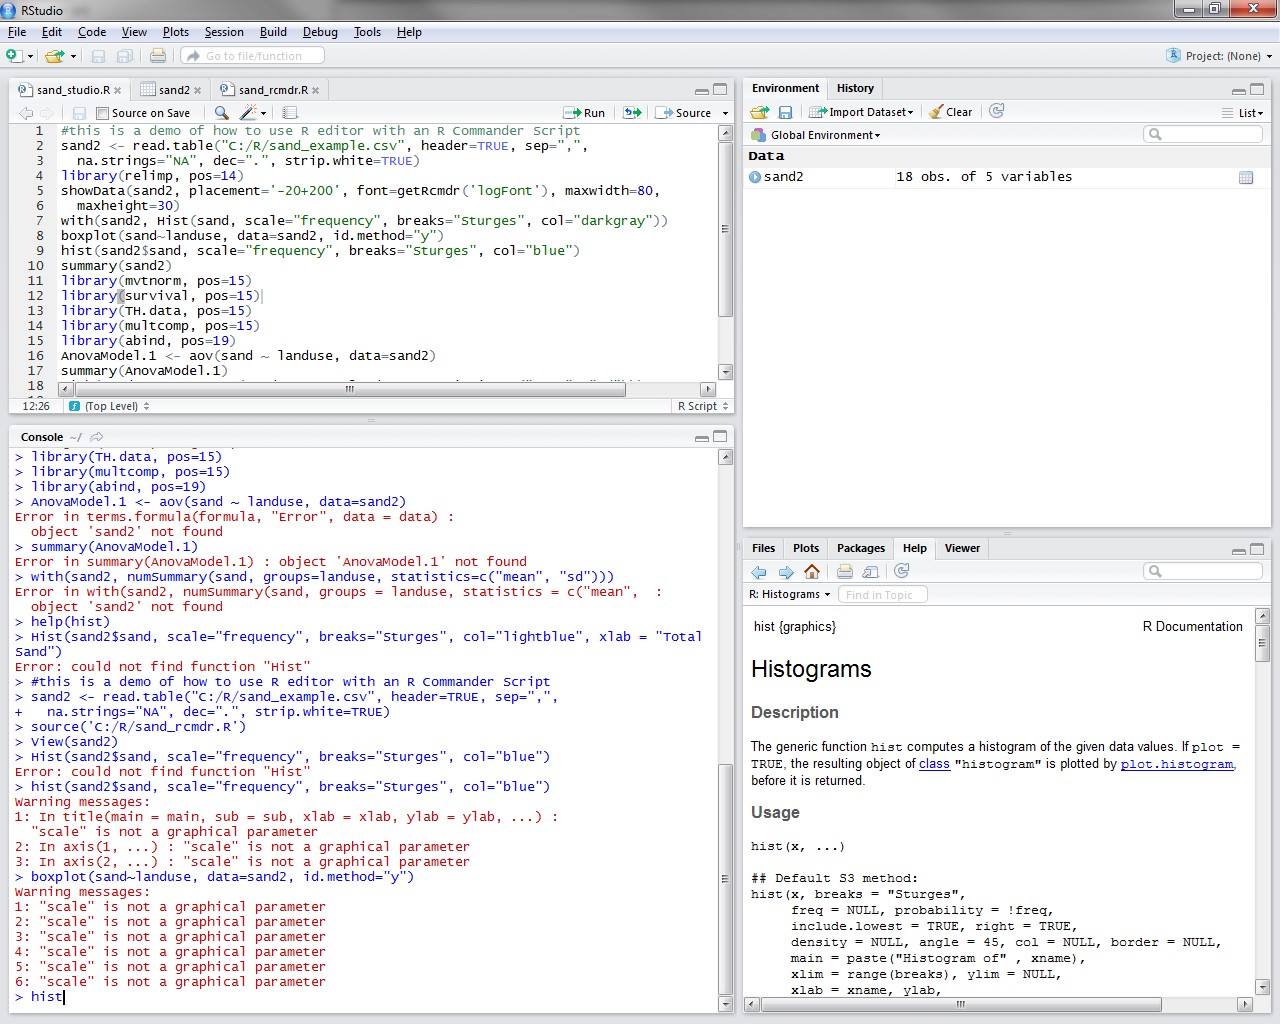 RStudio
File Edit Code View Plots Session Build Debug Tools Help
Go to file/function
Project: (None)
sand_studio.R
sand2
sand_rcmdr.R
Source on Save
Run
Source
1 #this is a demo of how to use R editor with an R Commander Script
2 sand2 <- read.table("C:/R/sand_example.csv", header=TRUE, sep=",",
3 na.strings="NA", dec=".", strip.white=TRUE)
4 library(relimp, pos=14)
5 showData(sand2, placement='-20+200', font=getRcmdr('logFont'), maxwidth=80,
6 maxheight=30)
7 with(sand2, Hist(sand, scale="frequency", breaks="Sturges", col="darkgray"))
8 boxplot(sand~landuse, data=sand2, id.method="y")
9 hist(sand2$sand, scale="frequency", breaks="Sturges", col="blue")
10 summary(sand2)
11 library(mvtnorm, pos=15)
12 library(survival, pos=15)
13 library(TH.data, pos=15)
14 library(multcomp, pos=15)
15 library(abind, pos=19)
16 AnovaModel.1 <- aov(sand ~ landuse, data=sand2)
17 summary(AnovaModel.1)
18
12:26 (Top Level) R Script
Console ~/
> library(TH.data, pos=15)
> library(multcomp, pos=15)
> library(abind, pos=19)
> AnovaModel.1 <- aov(sand ~ landuse, data=sand2)
Error in terms.formula(formula, "Error", data = data) :
object 'sand2' not found
> summary(AnovaModel.1)
Error in summary(AnovaModel.1) : object 'AnovaModel.1' not found
> with(sand2, numSummary(sand, groups=landuse, statistics=c("mean", "sd")))
Error in with(sand2, numSummary(sand, groups = landuse, statistics = c("mean",  :
object 'sand2' not found
> help(hist)
> Hist(sand2$sand, scale="frequency", breaks="Sturges", col="lightblue", xlab = "Total
Sand")
Error: could not find function "Hist"
> #this is a demo of how to use R editor with an R Commander Script
> sand2 <- read.table("C:/R/sand_example.csv", header=TRUE, sep=",",
+   na.strings="NA", dec=".", strip.white=TRUE)
> source('C:/R/sand_rcmdr.R')
> View(sand2)
> Hist(sand2$sand, scale="frequency", breaks="Sturges", col="blue")
Error: could not find function "Hist"
> hist(sand2$sand, scale="frequency", breaks="Sturges", col="blue")
Warning messages:
1: In title(main = main, sub = sub, xlab = xlab, ylab = ylab, ...) :
"scale" is not a graphical parameter
2: In axis(1, ...) : "scale" is not a graphical parameter
3: In axis(2, ...) : "scale" is not a graphical parameter
> boxplot(sand~landuse, data=sand2, id.method="y")
Warning messages:
1: "scale" is not a graphical parameter
2: "scale" is not a graphical parameter
3: "scale" is not a graphical parameter
4: "scale" is not a graphical parameter
5: "scale" is not a graphical parameter
6: "scale" is not a graphical parameter
> hist
Environment History
Import Dataset Clear List
Global Environment
Data
sand2 18 obs. of 5 variables
Files Plots Packages Help Viewer
R: Histograms Find in Topic
hist {graphics} R Documentation
Histograms
Description
The generic function hist computes a histogram of the given data values. If plot =
TRUE, the resulting object of class "histogram" is plotted by plot.histogram,
before it is returned.
Usage
hist(x, ...)
## Default S3 method:
hist(x, breaks = "Sturges",
freq = NULL, probability = !freq,
include.lowest = TRUE, right = TRUE,
density = NULL, angle = 45, col = NULL, border = NULL,
main = paste("Histogram of" , xname),
xlim = range(breaks), ylim = NULL,
xlab = xname, ylab,